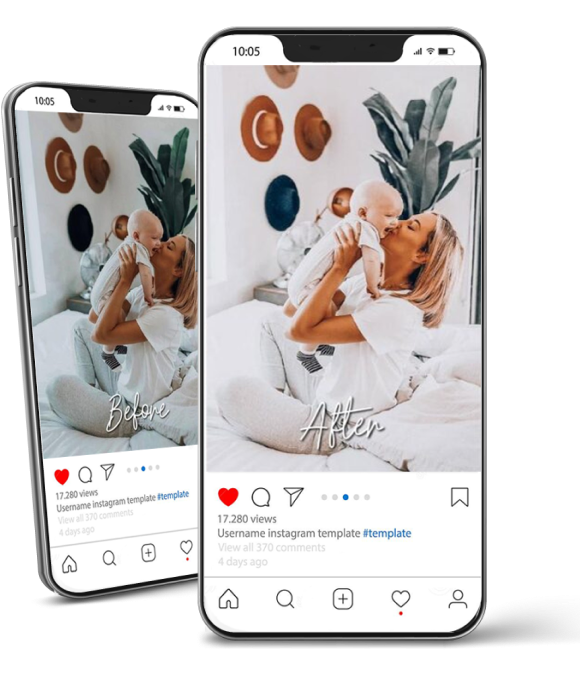 10:05
Before
17.280 views
Username instagram template #template
View all 370 comments
4 days ago
10:05
After
17.280 views
Username instagram template #template
View all 370 comments
4 days ago